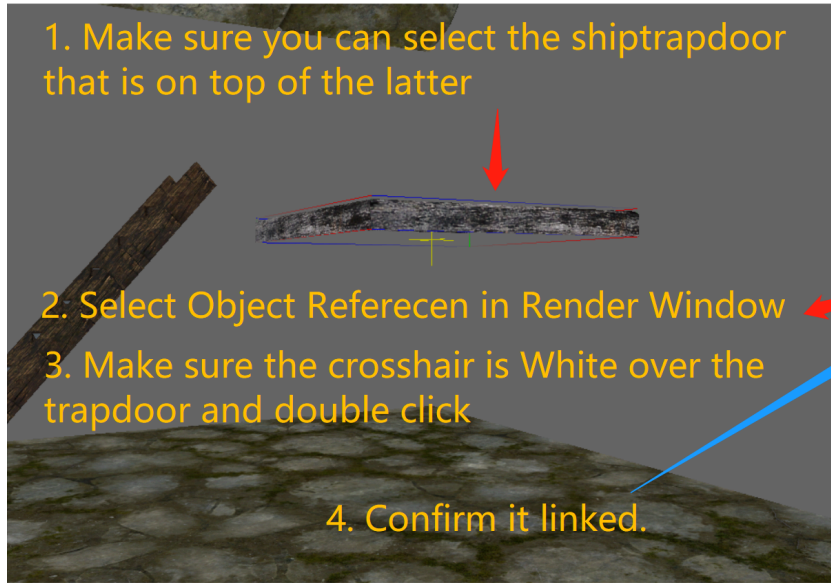 1. Make sure you can select the shiptrapdoor
that is on top of the latter
2. Select Object Referecen in Render Window
3. Make sure the crosshair is White over the
trapdoor and double click
4. Confirm it linked.